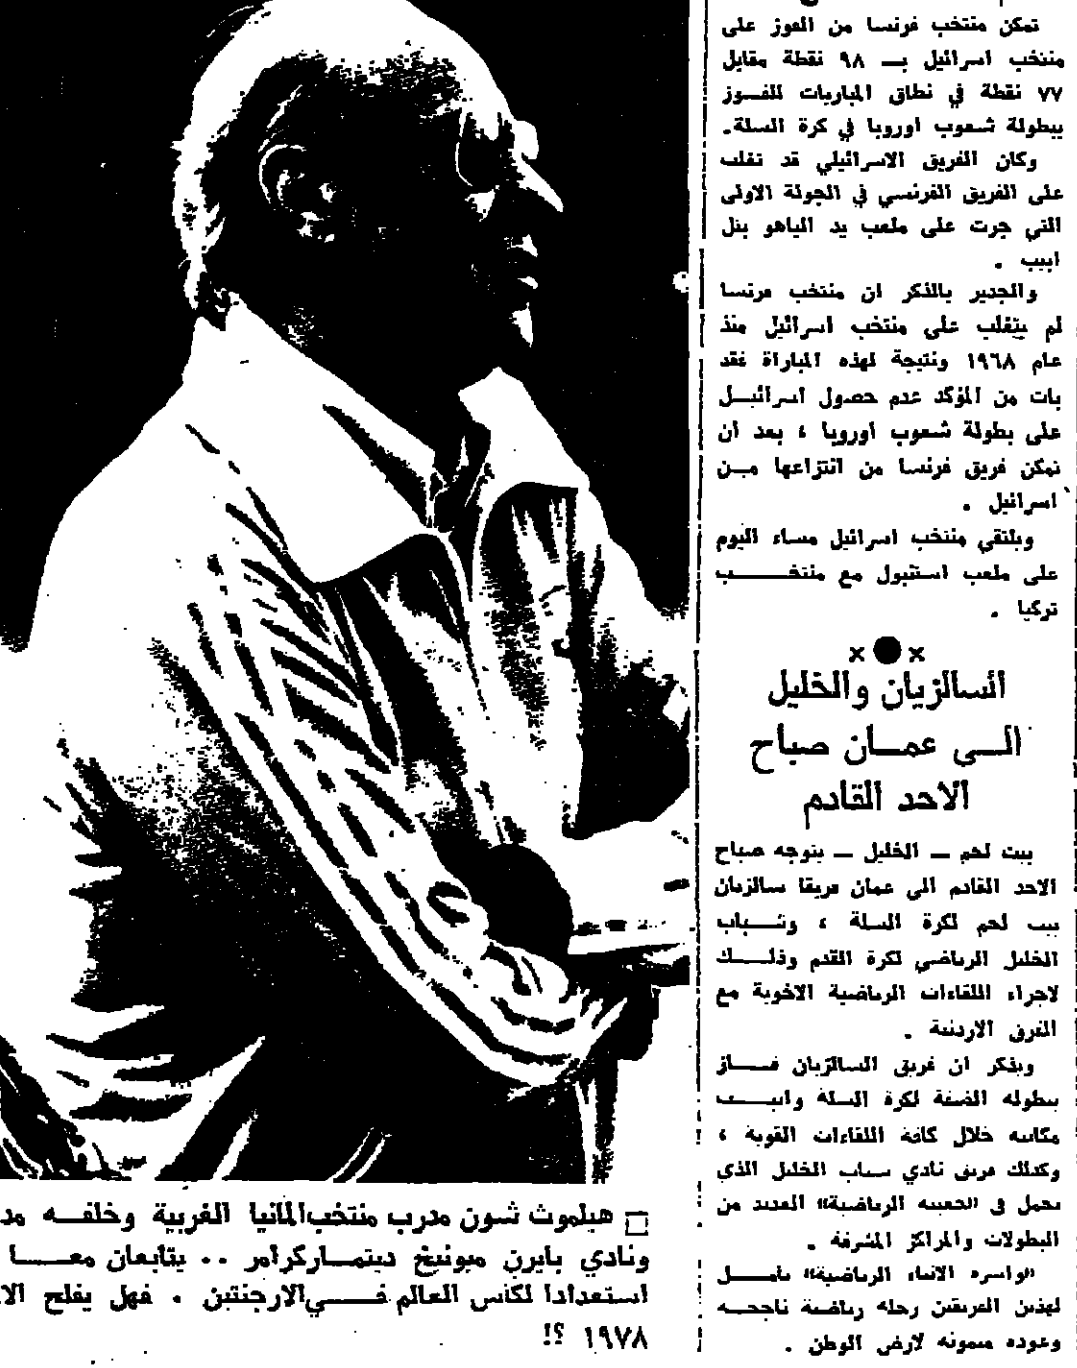 تمكن منتخب فرنسا من الفوز على
منتخب اسرائيل بـ ٩٨ نقطة مقابل
٧٧ نقطة في نطاق المباريات للفوز
ببطولة شعوب اوروبا في كرة السلة.
وكان الفريق الاسرائيلي قد تغلب
على الفريق الفرنسي في الجولة الاولى
التي جرت على ملعب يد الياهو بتل
ابيب .
والجدير بالذكر ان منتخب فرنسا
لم يتغلب على منتخب اسرائيل منذ
عام ١٩٦٨ ونتيجة لهذه المباراة فقد
بات من المؤكد عدم حصول اسرائيل
على بطولة شعوب اوروبا ، بعد ان
تمكن فريق فرنسا من انتزاعها من
اسرائيل .
ويلتقي منتخب اسرائيل مساء اليوم
على ملعب استنبول مع منتخب
تركيا .
×●×
السالزيان والخليل
الى عمان صباح
الاحد القادم
بيت لحم — الخليل — يتوجه صباح
الاحد القادم الى عمان فريقا سالزيان
بيت لحم لكرة السلة ، وشباب
الخليل الرياضي لكرة القدم وذلك
لاجراء اللقاءات الرياضية الاخوية مع
الفرق الاردنية .
ويذكر ان فريق السالزيان فاز
ببطولة الضفة لكرة السلة واثبت
مكانته خلال كافة اللقاءات القوية ،
وكذلك فريق نادي شباب الخليل الذي
يحمل في "جعبته الرياضية" العديد من
البطولات والمراكز المشرفة .
"واسرة الانباء الرياضية" تأمل
لهذين الفريقين رحلة رياضية ناجحة
وعودة ميمونة لارض الوطن .
□ هيلموث شون مدرب منتخب المانيا الغربية وخلفه
ونادي بايرن ميونيخ ديتمار كرامر .. يتابعان معا
استعدادا لكاس العالم في الارجنتين . فهل يفلح
١٩٧٨ ؟!